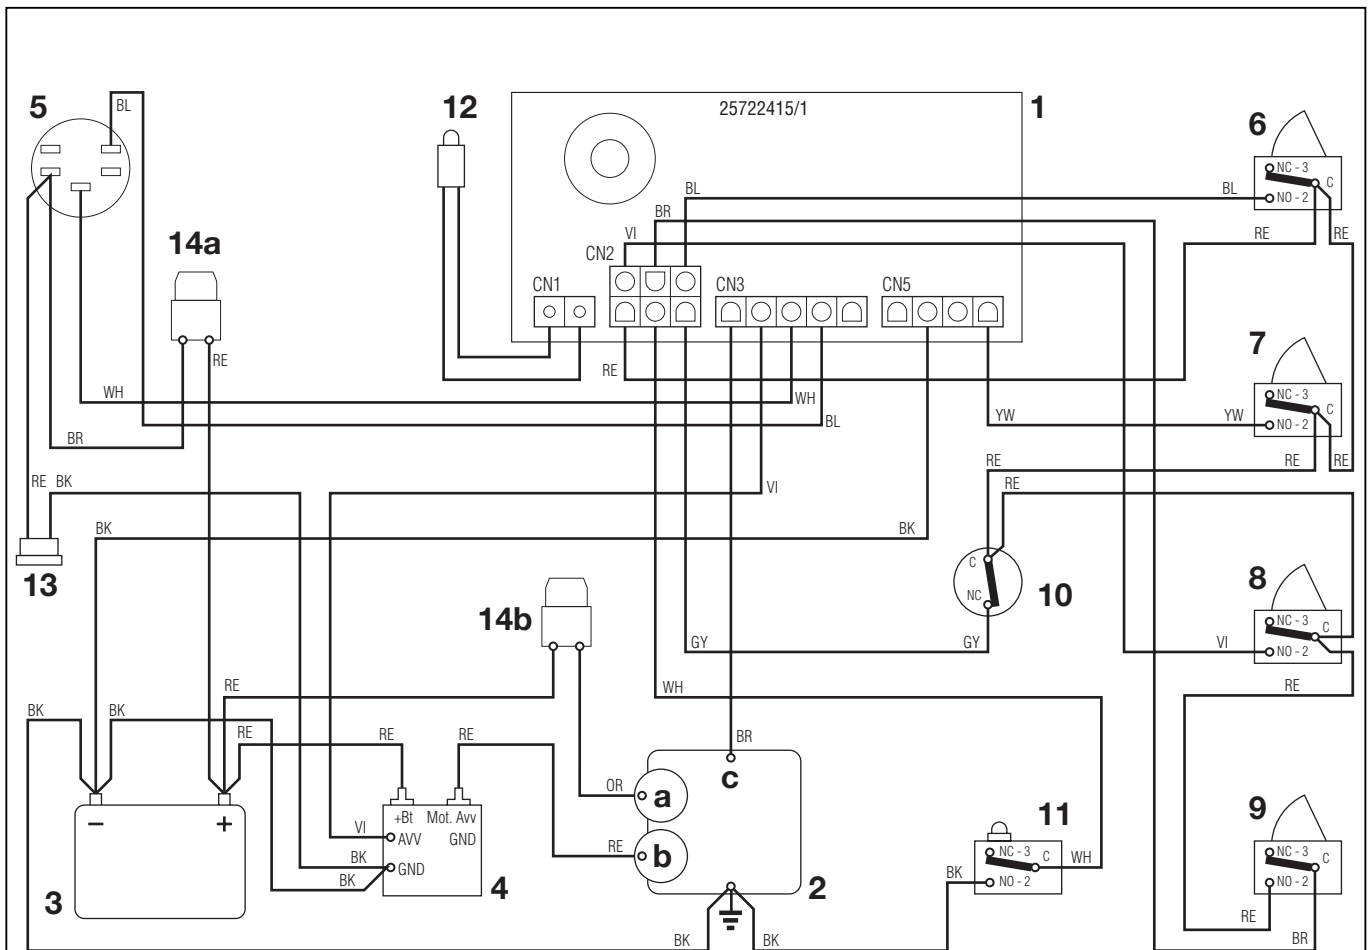 5
BL
12
25722415/1
1
6
NC - 3
C
NO - 2
BL
BL
BR
VI
RE
RE
14a
CN2
CN1
CN3
CN5
RE
RE
7
NC - 3
C
NO - 2
WH
WH
BR
BL
YW
YW
RE
RE
RE
RE
RE BK
VI
BK
BK
13
C
NC
10
8
NC - 3
C
NO - 2
14b
GY
GY
VI
RE
WH
RE
BK
BK
RE
RE
RE
BR
c
OR
a
+Bt
Mot. Avv
VI
AVV
GND
−
+
BK
GND
BK
RE
b
11
NC - 3
C
WH
NO - 2
BK
9
NC - 3
C
NO - 2
3
4
2
RE
BK
BK
BR